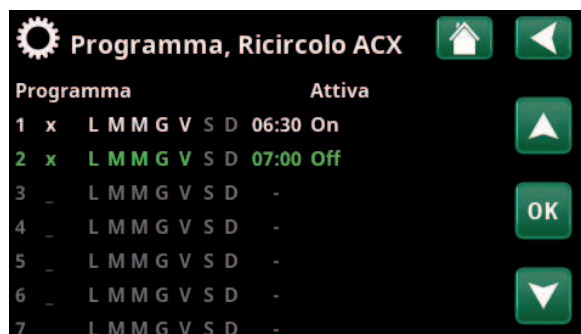 Programma, Ricircolo ACX
Programma Attiva
1 x L M M G V S D 06:30 On
2 x L M M G V S D 07:00 Off
3 _ L M M G V S D -
4 _ L M M G V S D -
OK
5 _ L M M G V S D -
6 _ L M M G V S D -
7 L M M G V S D